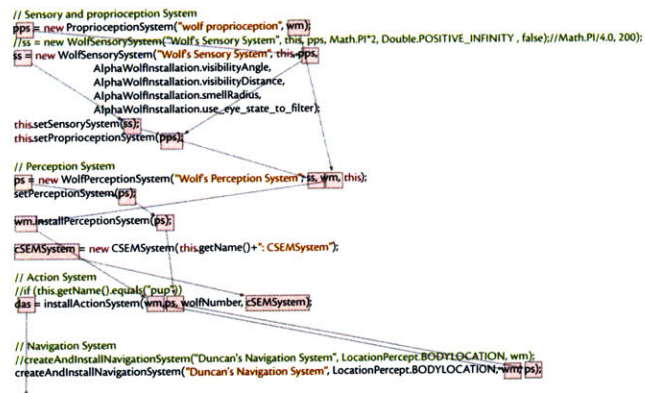 // Sensory and proprioception System
pps = new ProprioceptionSystem("wolf proprioception", wm);
//ss = new WolfSensorySystem("Wolf's Sensory System", this, pps, Math.PI*2, Double.POSITIVE_INFINITY , false);//Math.PI/4.0, 200);
ss = new WolfSensorySystem("Wolf's Sensory System", this, pps,
AlphaWolfInstallation.visibilityAngle,
AlphaWolfInstallation.visibilityDistance,
AlphaWolfInstallation.smellRadius,
AlphaWolfInstallation.use_eye_state_to_filter);
this.setSensorySystem(ss);
this.setProprioceptionSystem(pps);
// Perception System
ps = new WolfPerceptionSystem("Wolf's Perception System", ss, wm, this);
setPerceptionSystem(ps);
wm.installPerceptionSystem(ps);
cSEMSystem = new CSEMSystem(this.getName()+": CSEMSystem");
// Action System
//if (this.getName().equals("pup"))
das = installActionSystem(wm,ps, wolfNumber, cSEMSystem);
// Navigation System
//createAndInstallNavigationSystem("Duncan's Navigation System", LocationPercept.BODYLOCATION, wm);
createAndInstallNavigationSystem("Duncan's Navigation System", LocationPercept.BODYLOCATION, wm, ps);